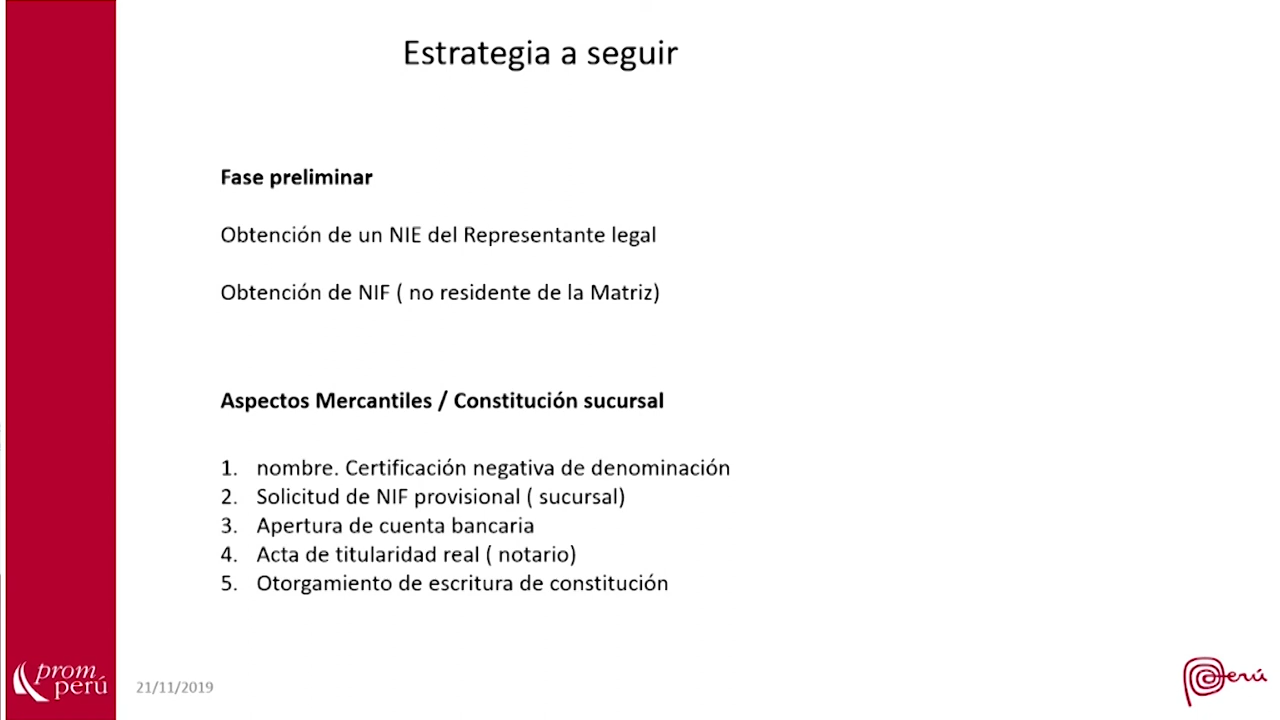 Estrategia a seguir
Fase preliminar
Obtención de un NIE del Representante legal
Obtención de NIF ( no residente de la Matriz)
Aspectos Mercantiles / Constitución sucursal
1. nombre. Certificación negativa de denominación
2. Solicitud de NIF provisional ( sucursal)
3. Apertura de cuenta bancaria
4. Acta de titularidad real ( notario)
5. Otorgamiento de escritura de constitución
prom
perú
21/11/2019
Perú